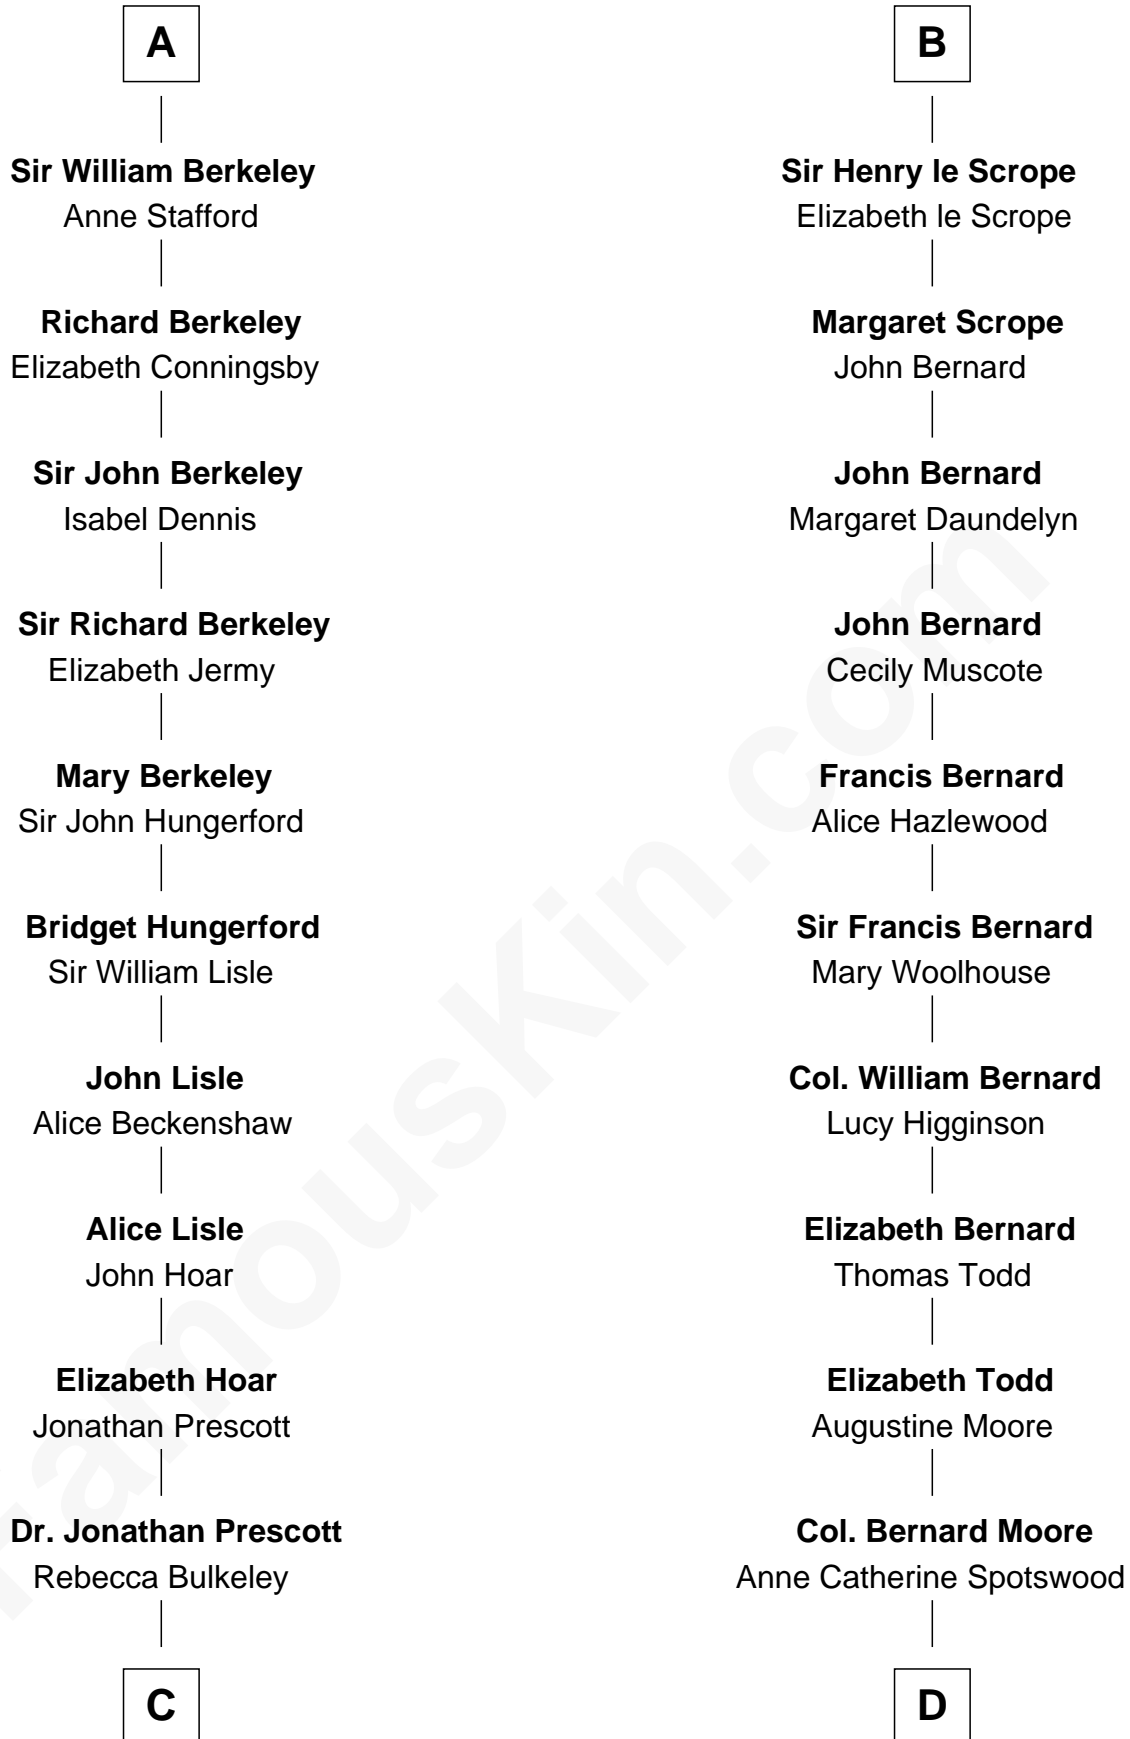 A
Sir William Berkeley
Anne Stafford
Richard Berkeley
Elizabeth Conningsby
Sir John Berkeley
Isabel Dennis
Sir Richard Berkeley
Elizabeth Jermy
Mary Berkeley
Sir John Hungerford
Bridget Hungerford
Sir William Lisle
John Lisle
Alice Beckenshaw
Alice Lisle
John Hoar
Elizabeth Hoar
Jonathan Prescott
Dr. Jonathan Prescott
Rebecca Bulkeley
C
B
Sir Henry le Scrope
Elizabeth le Scrope
Margaret Scrope
John Bernard
John Bernard
Margaret Daundelyn
John Bernard
Cecily Muscote
Francis Bernard
Alice Hazlewood
Sir Francis Bernard
Mary Woolhouse
Col. William Bernard
Lucy Higginson
Elizabeth Bernard
Thomas Todd
Elizabeth Todd
Augustine Moore
Col. Bernard Moore
Anne Catherine Spotswood
D
FamousKin.com